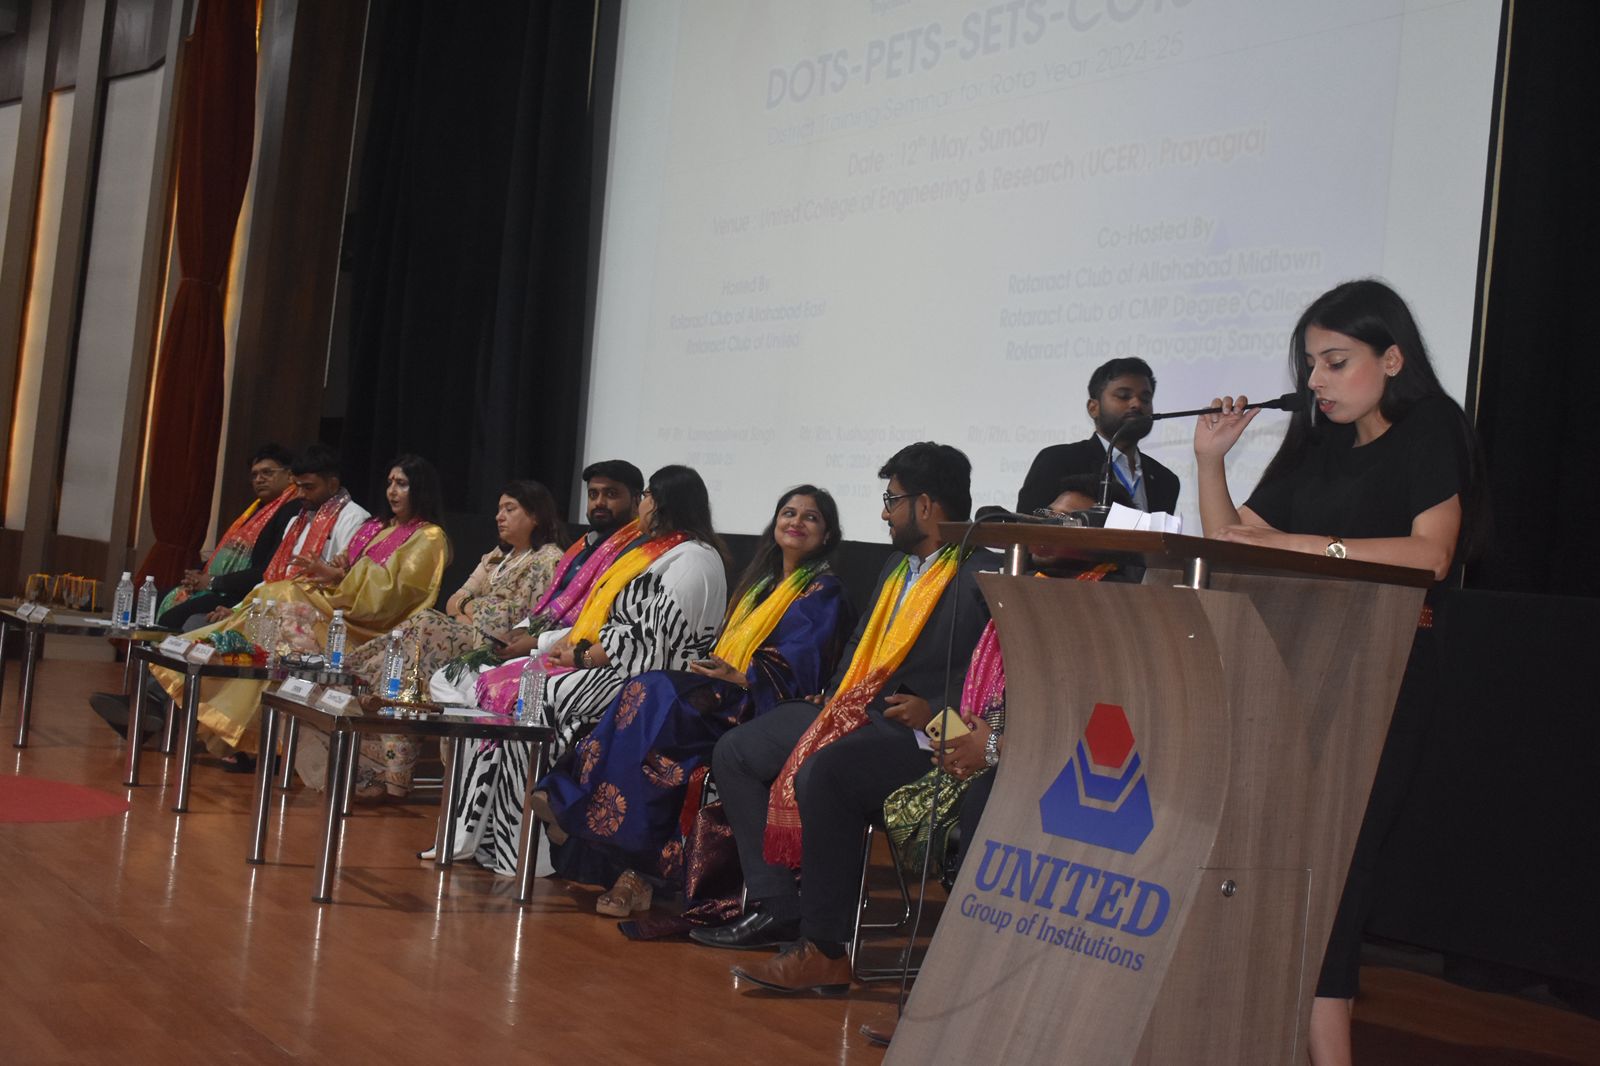 DOTS-PETS-SETS-CO
District Training Seminar for Rota Year 2024-25
Date : 12th May, Sunday
Venue : United College of Engineering & Research (UCER), Prayagraj
Hosted By
Rotaract Club of Allahabad East
Rotaract Club of United
Co-Hosted By
Rotaract Club of Allahabad Midtown
Rotaract Club of CMP Degree College
Rotaract Club of Prayagraj Sanga
UNITED
Group of Institutions